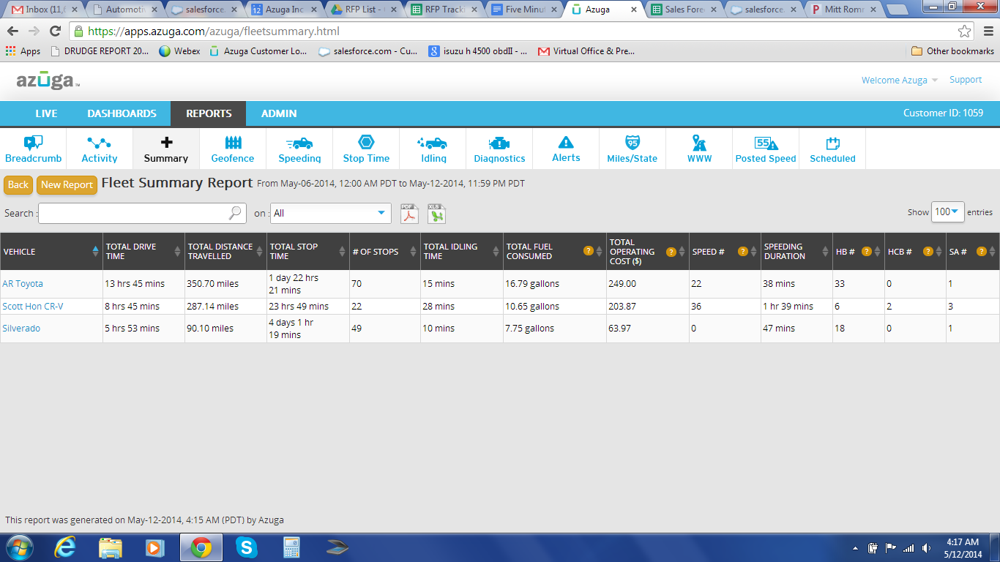 Inbox (11,6
Automotiv
salesforce.
Azuga Inc
RFP List -
RFP Tracki
Five Minut
Azuga
Sales Fore
salesforce.
Mitt Rom
https://apps.azuga.com/azuga/fleetsummary.html
Apps
DRUDGE REPORT 20...
Webex
Azuga Customer Lo...
salesforce.com - Cu...
isuzu h 4500 obdII - ...
Virtual Office & Pre...
Other bookmarks
azuga™
Welcome Azuga
Support
LIVE
DASHBOARDS
REPORTS
ADMIN
Customer ID: 1059
95
55
Breadcrumb
Activity
Summary
Geofence
Speeding
Stop Time
Idling
Diagnostics
Alerts
Miles/State
WWW
Posted Speed
Scheduled
Back
New Report
Fleet Summary Report
From May-06-2014, 12:00 AM PDT to May-12-2014, 11:59 PM PDT
Search :
on :
All
PDF
XLS
Show
100
entries
VEHICLE
TOTAL DRIVE
TIME
TOTAL DISTANCE
TRAVELLED
TOTAL STOP
TIME
# OF STOPS
TOTAL IDLING
TIME
TOTAL FUEL
CONSUMED
?
TOTAL
OPERATING
COST ($)
?
SPEED #
?
SPEEDING
DURATION
HB #
?
HCB #
?
SA #
?
AR Toyota
13 hrs 45 mins
350.70 miles
1 day 22 hrs
21 mins
70
15 mins
16.79 gallons
249.00
22
38 mins
33
0
1
Scott Hon CR-V
8 hrs 45 mins
287.14 miles
23 hrs 49 mins
22
28 mins
10.65 gallons
203.87
36
1 hr 39 mins
6
2
3
Silverado
5 hrs 53 mins
90.10 miles
4 days 1 hr
19 mins
49
10 mins
7.75 gallons
63.97
0
47 mins
18
0
1
This report was generated on May-12-2014, 4:15 AM (PDT) by Azuga
4:17 AM
5/12/2014